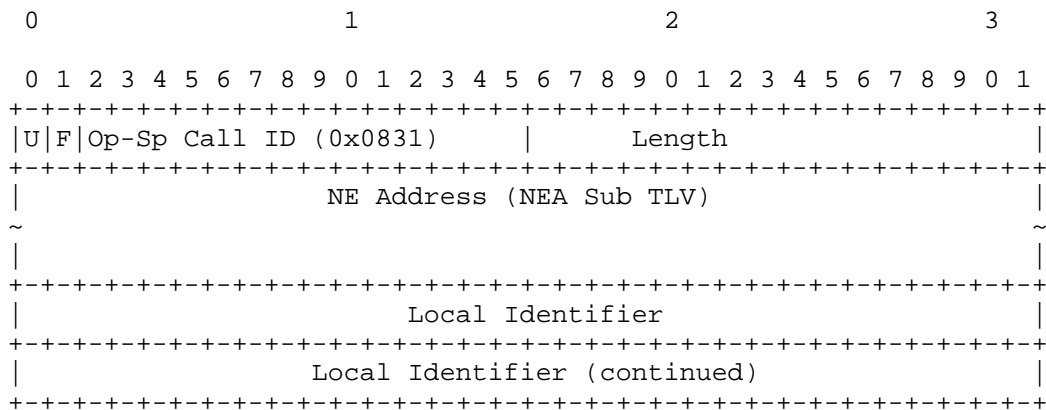 0                   1                   2                   3
 0 1 2 3 4 5 6 7 8 9 0 1 2 3 4 5 6 7 8 9 0 1 2 3 4 5 6 7 8 9 0 1
+-+-+-+-+-+-+-+-+-+-+-+-+-+-+-+-+-+-+-+-+-+-+-+-+-+-+-+-+-+-+-+-+
|U|F|Op-Sp Call ID (0x0831)     |      Length                   |
+-+-+-+-+-+-+-+-+-+-+-+-+-+-+-+-+-+-+-+-+-+-+-+-+-+-+-+-+-+-+-+-+
|                   NE Address (NEA Sub TLV)                    |
~                                                               ~
|                                                               |
+-+-+-+-+-+-+-+-+-+-+-+-+-+-+-+-+-+-+-+-+-+-+-+-+-+-+-+-+-+-+-+-+
|                        Local Identifier                       |
+-+-+-+-+-+-+-+-+-+-+-+-+-+-+-+-+-+-+-+-+-+-+-+-+-+-+-+-+-+-+-+-+
|                  Local Identifier (continued)                 |
+-+-+-+-+-+-+-+-+-+-+-+-+-+-+-+-+-+-+-+-+-+-+-+-+-+-+-+-+-+-+-+-+